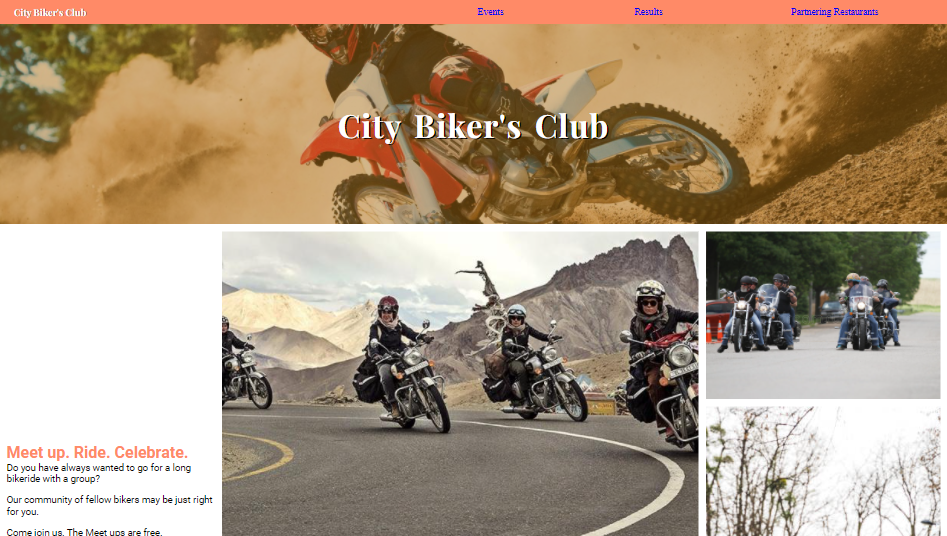 City Biker's Club
Events
Results
Partnering Restaurants
City Biker's Club
Meet up. Ride. Celebrate.
Do you have always wanted to go for a long
bikeride with a group?
Our community of fellow bikers may be just right
for you.
Come join us. The Meet ups are free.